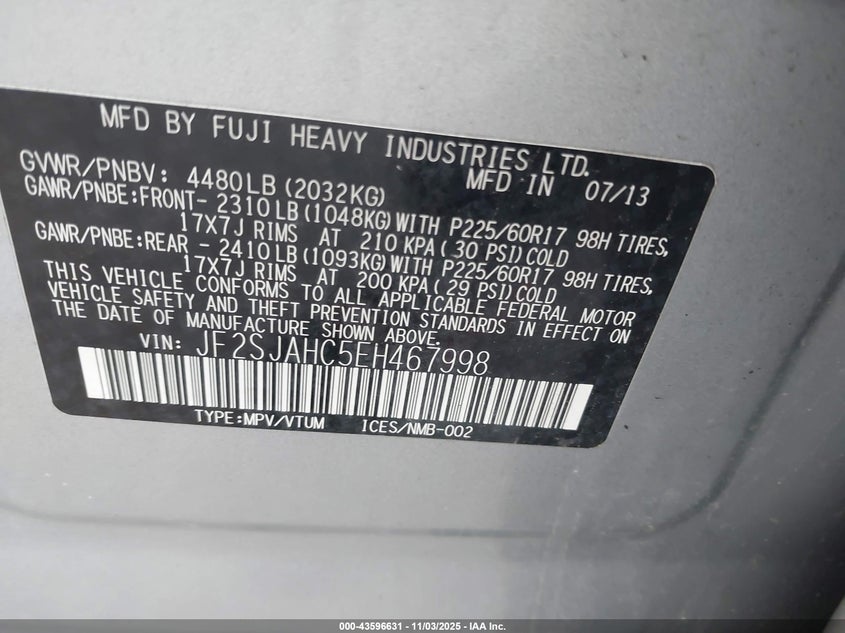 MFD BY FUJI HEAVY INDUSTRIES LTD.
GVWR/PNBV: 4480LB (2032KG) MFD IN 07/13
GAWR/PNBE:FRONT- 2310LB (1048KG) WITH P225/60R17 98H TIRES,
17X7J RIMS AT 210 KPA (30 PSI) COLD
GAWR/PNBE:REAR - 2410LB (1093KG) WITH P225/60R17 98H TIRES,
17X7J RIMS AT 200 KPA (29 PSI) COLD
THIS VEHICLE CONFORMS TO ALL APPLICABLE FEDERAL MOTOR
VEHICLE SAFETY AND THEFT PREVENTION STANDARDS IN EFFECT ON
THE DATE OF MANUFACTURE SHOWN ABOVE.
VIN: JF2SJAHC5EH467998
TYPE:MPV/VTUM ICES/NMB-002
000-43596631 - 11/03/2025 - IAA Inc.